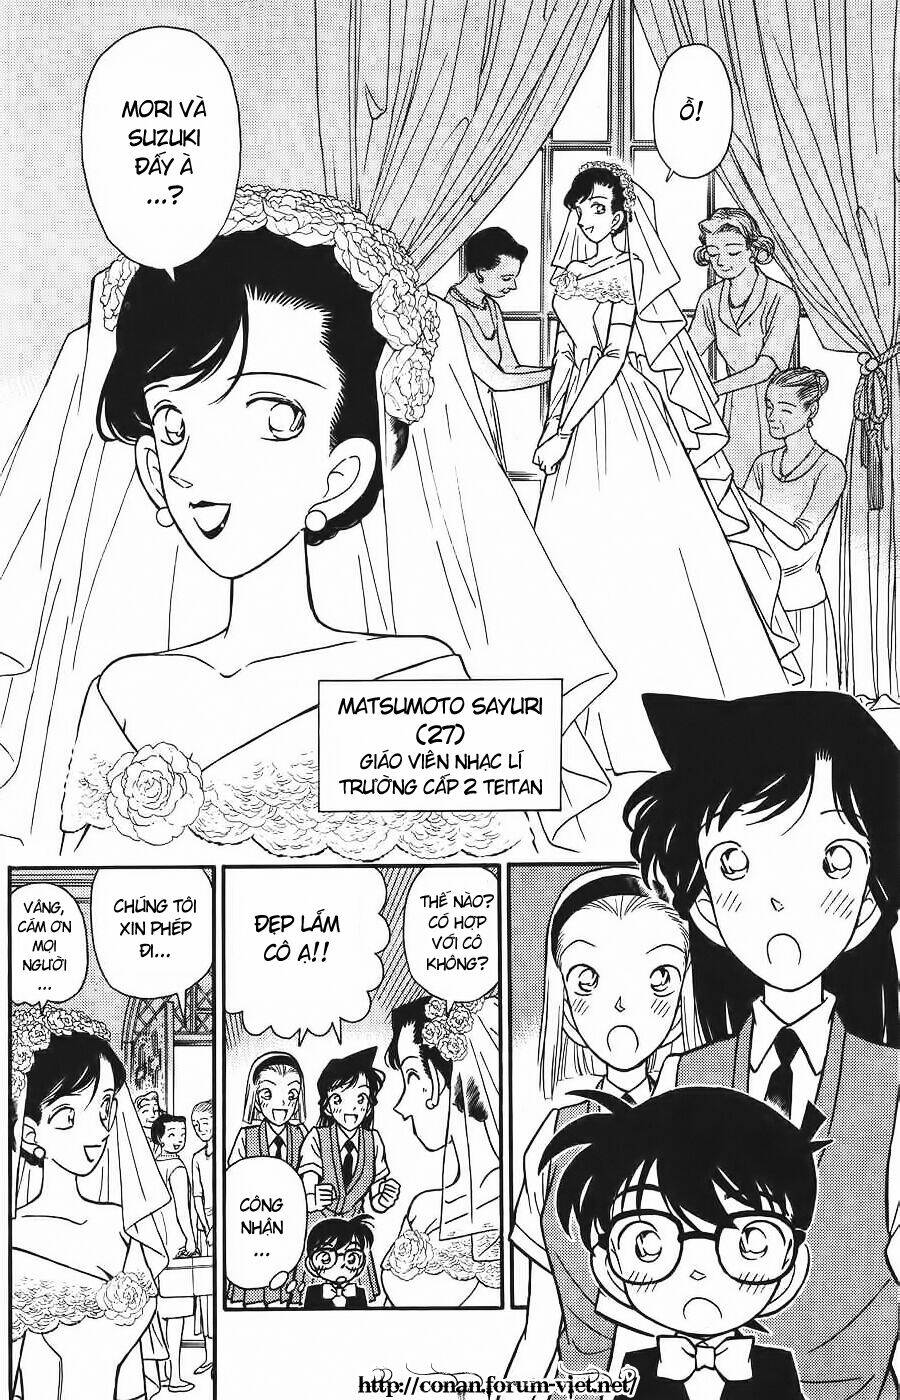 Ồ!
MORI VÀ
SUZUKI
ĐẤY À
...?
MATSUMOTO SAYURI
(27)
GIÁO VIÊN NHẠC LÍ
TRƯỜNG CẤP 2 TEITAN
THẾ NÀO?
CÓ HỢP
VỚI CÔ
KHÔNG?
ĐẸP LẮM
CÔ Ạ!!
CÔNG
NHẬN
...
CHÚNG TÔI
XIN PHÉP
ĐI...
VÂNG,
CÁM ƠN
MỌI
NGƯỜI
...
http://conan.forum-viet.net/